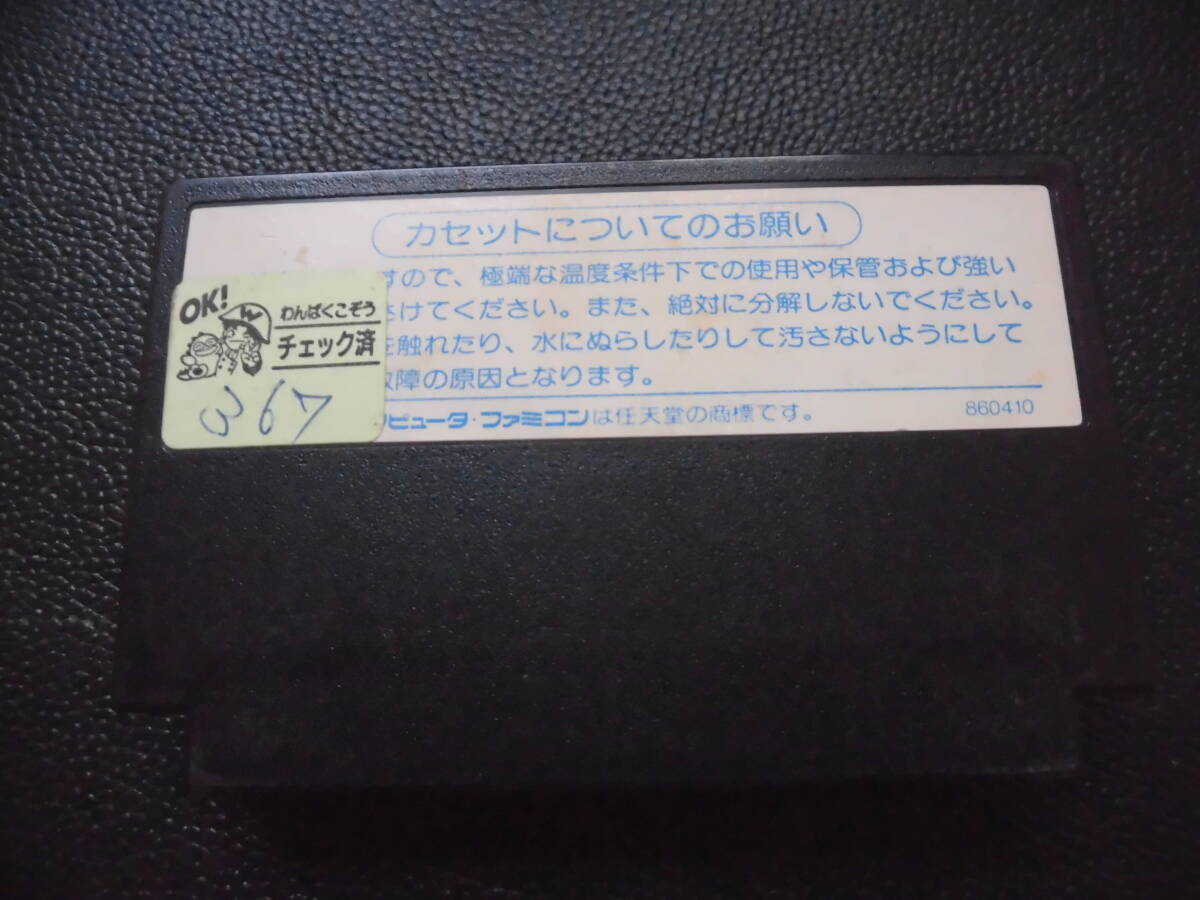 カセットについてのお願い
すので、極端な温度条件下での使用や保管および強い
さけてください。また、絶対に分解しないでください。
を触れたり、水にぬらしたりして汚さないようにして
故障の原因となります。
ピュータ・ファミコンは任天堂の商標です。
860410
OK!
わんぱくこぞう
チェック済
367